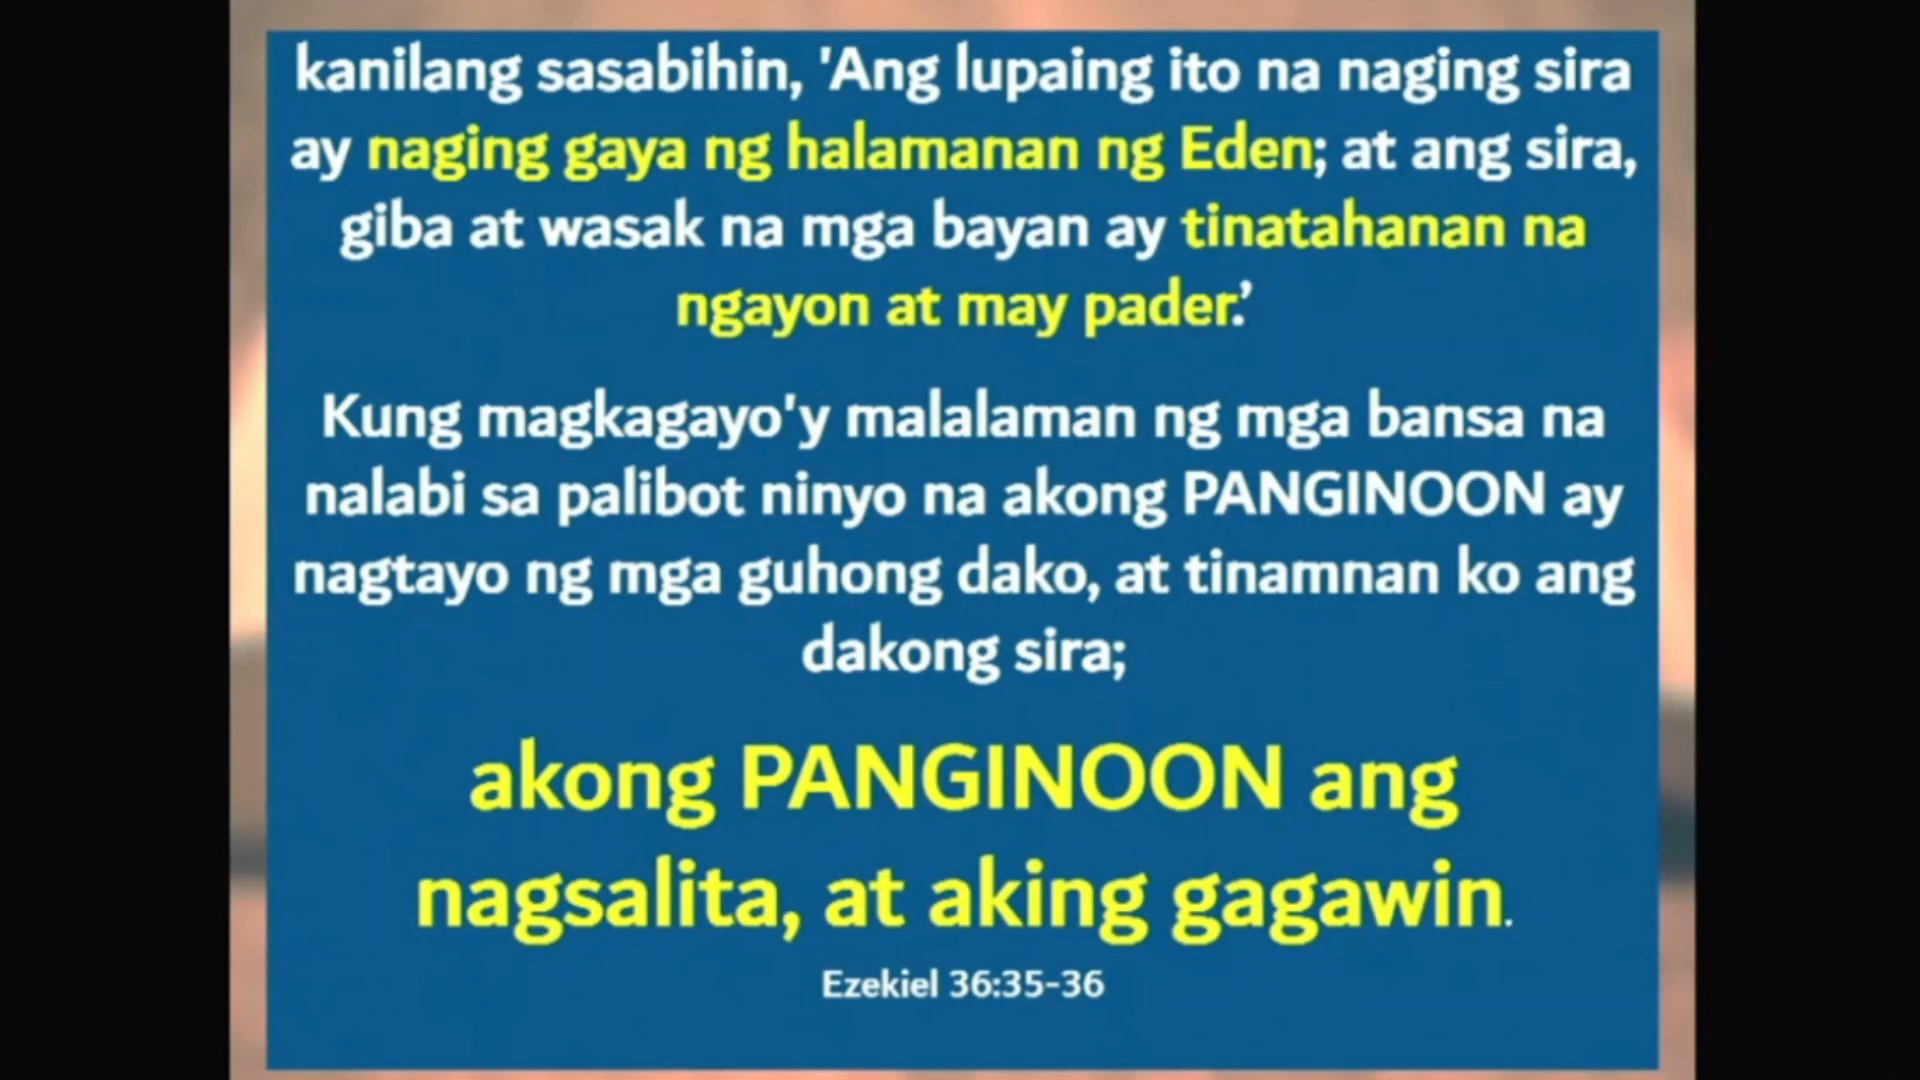 kanilang sasabihin, 'Ang lupaing ito na naging sira
ay naging gaya ng halamanan ng Eden; at ang sira,
giba at wasak na mga bayan ay tinatahanan na
ngayon at may pader.’
Kung magkagayo'y malalaman ng mga bansa na
nalabi sa palibot ninyo na akong PANGINOON ay
nagtayo ng mga guhong dako, at tinamnan ko ang
dakong sira;
akong PANGINOON ang
nagsalita, at aking gagawin.
Ezekiel 36:35-36